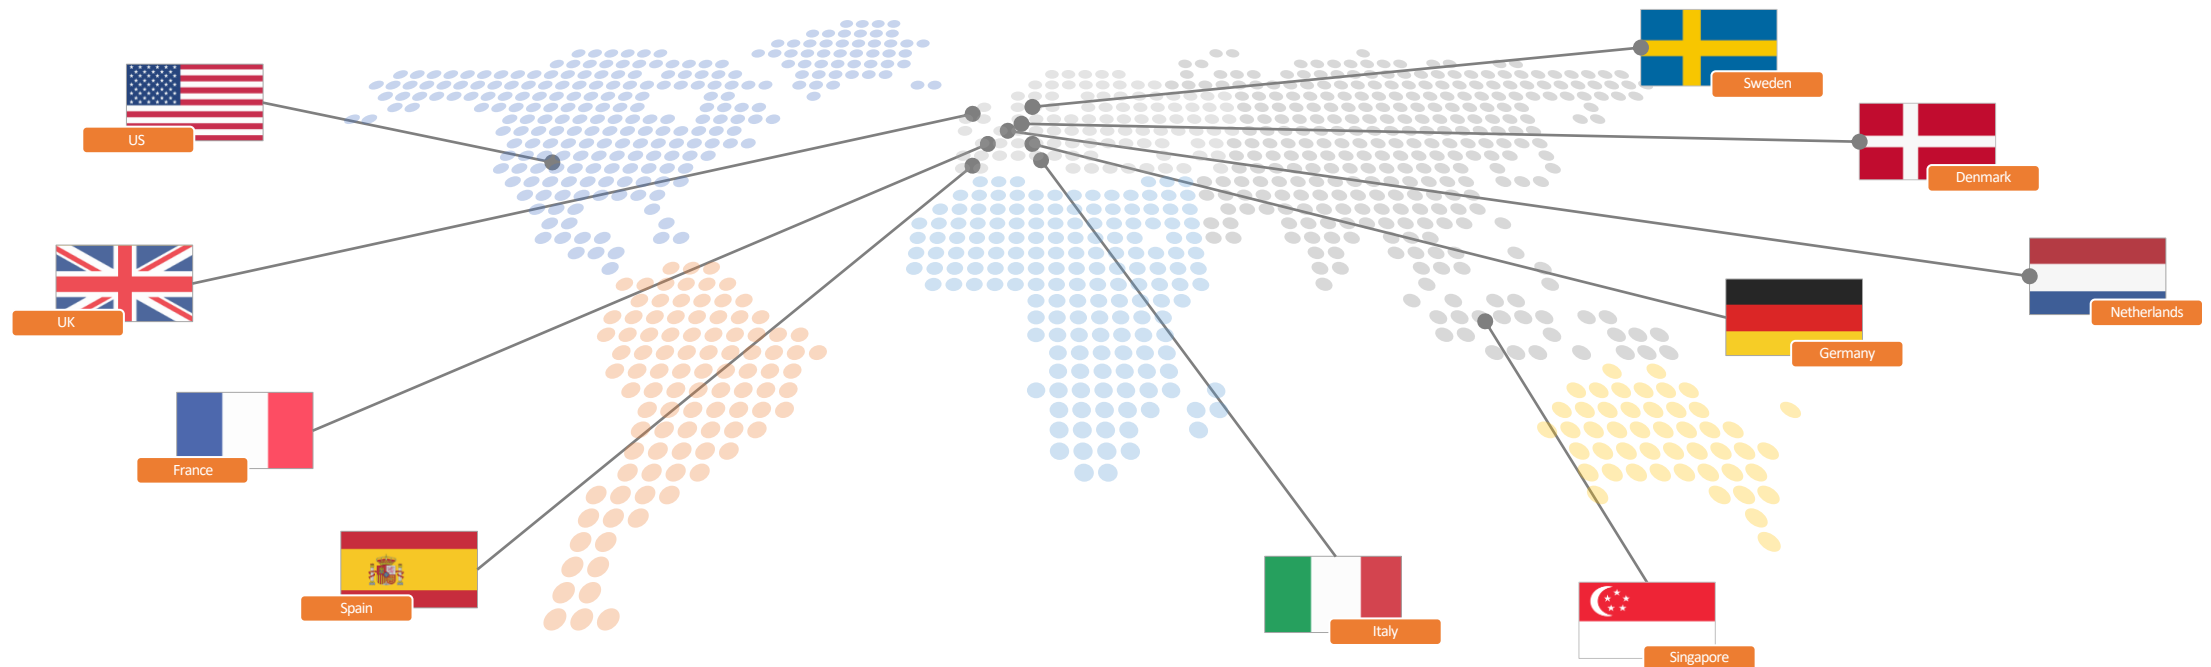 Sweden
US
Denmark
UK
Netherlands
Germany
France
Spain
Italy
Singapore